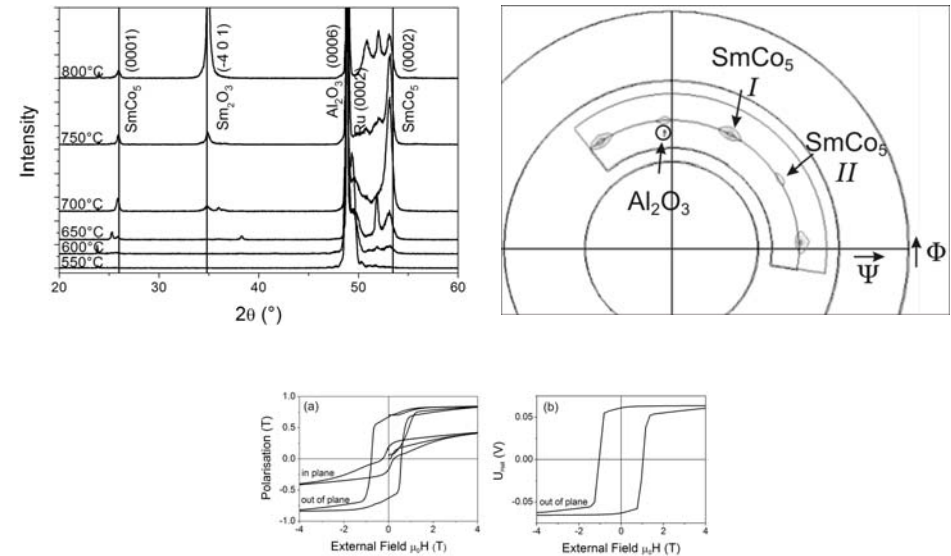 800°C
750°C
700°C
650°C
600°C
550°C
SmCo₅ (0001)
Sm₂O₃ (-4 0 1)
Al₂O₃ (0006)
Ru (0002)
SmCo₅ (0002)
Intensity
20 30 40 50 60
2θ (°)
SmCo₅
I
SmCo₅
II
Al₂O₃
Ψ
Φ
(a)
1.0
0.5
0.0
-0.5
-1.0
Polarisation (T)
in plane
out of plane
-4 -2 0 2 4
External Field μ₀H (T)
(b)
0.05
0.00
-0.05
(V)
out of plane
-4 -2 0 2 4
External Field μ₀H (T)